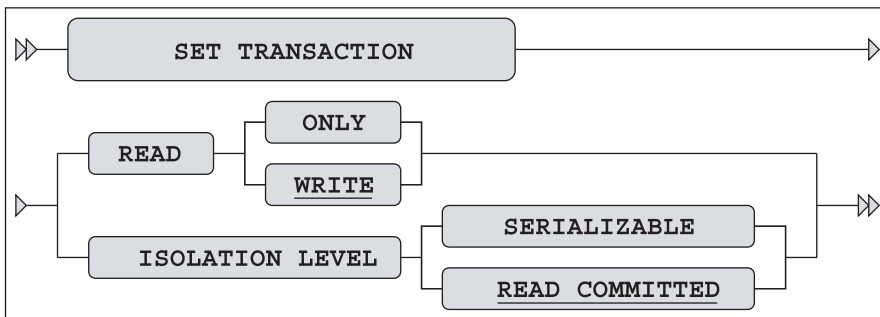 SET TRANSACTION
ONLY
READ
WRITE
SERIALIZABLE
ISOLATION LEVEL
READ COMMITTED